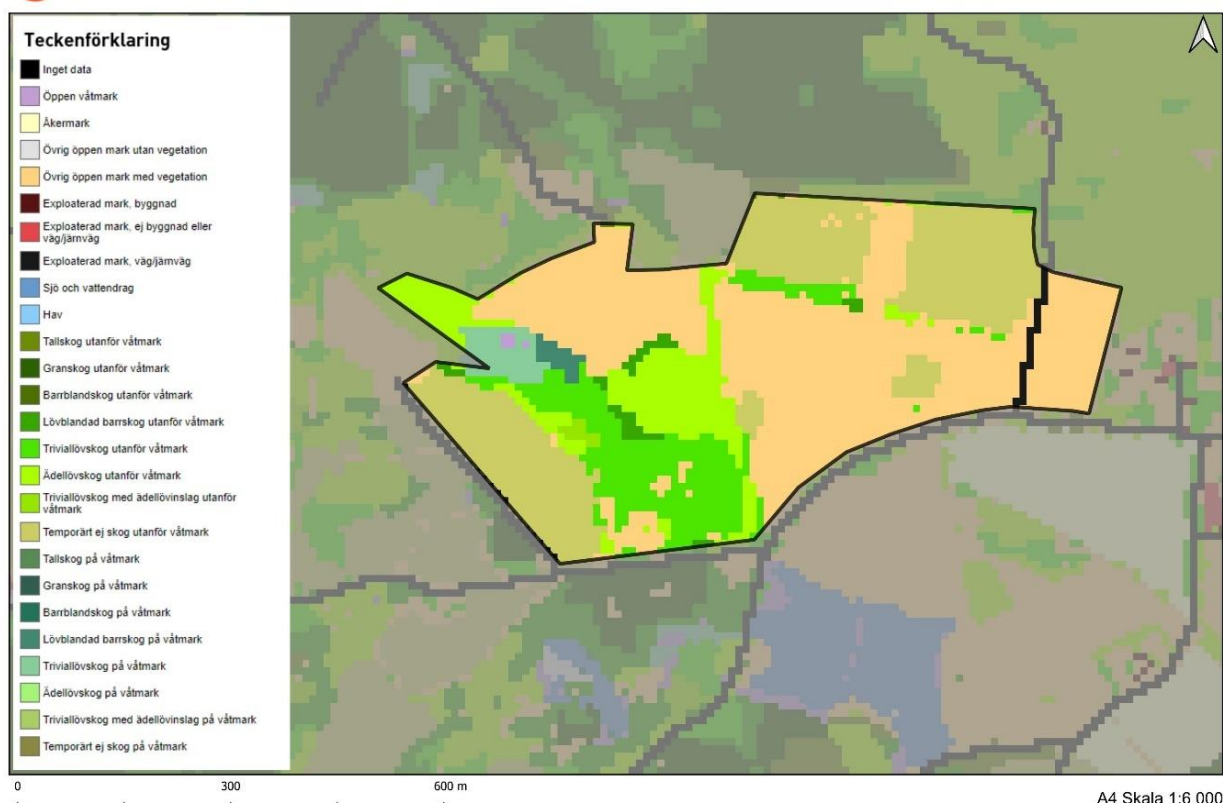 Teckenförklaring
Inget data
Öppen våtmark
Åkermark
Övrig öppen mark utan vegetation
Övrig öppen mark med vegetation
Exploaterad mark, byggnad
Exploaterad mark, ej byggnad eller
väg/järnväg
Exploaterad mark, väg/järnväg
Sjö och vattendrag
Hav
Tallskog utanför våtmark
Granskog utanför våtmark
Barrblandskog utanför våtmark
Lövblandad barrskog utanför våtmark
Triviallövskog utanför våtmark
Ädellövskog utanför våtmark
Triviallövskog med ädellövinslag utanför
våtmark
Temporärt ej skog utanför våtmark
Tallskog på våtmark
Granskog på våtmark
Barrblandskog på våtmark
Lövblandad barrskog på våtmark
Triviallövskog på våtmark
Ädellövskog på våtmark
Triviallövskog med ädellövinslag på våtmark
Temporärt ej skog på våtmark
0 300 600 m
A4 Skala 1:6 000